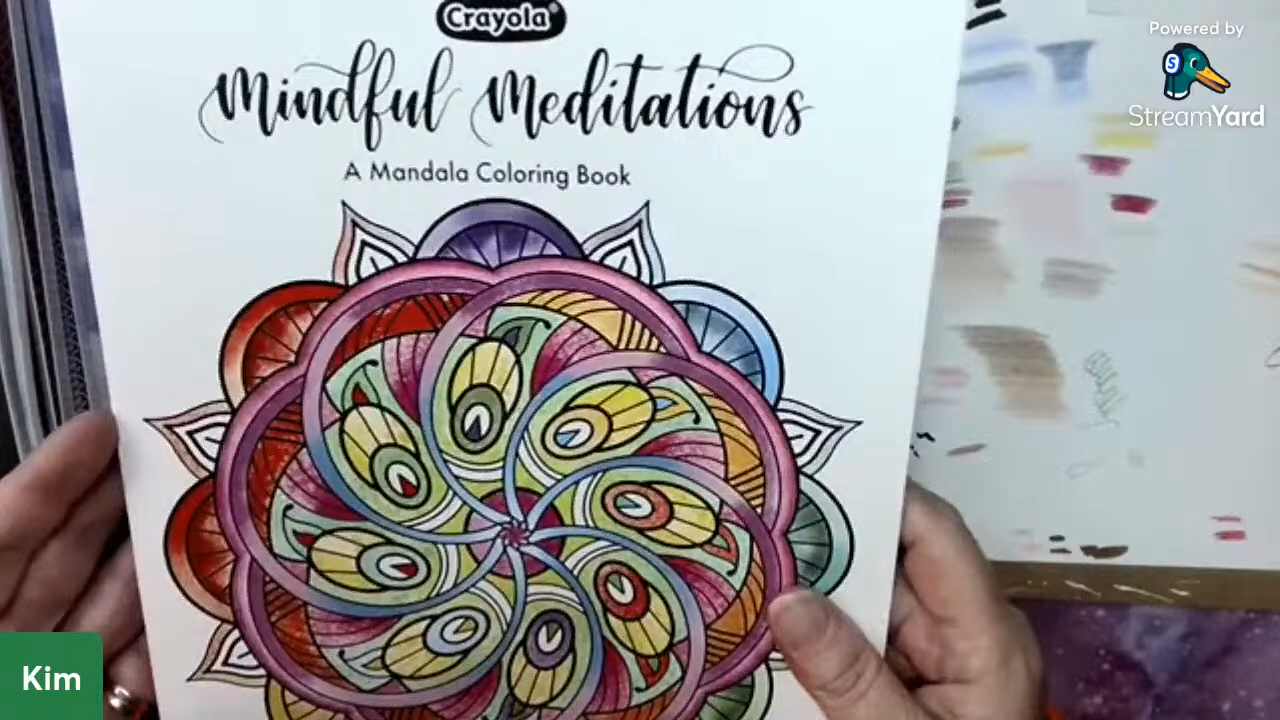 Crayola
Mindful Meditations
A Mandala Coloring Book
Powered by
S
StreamYard
Kim